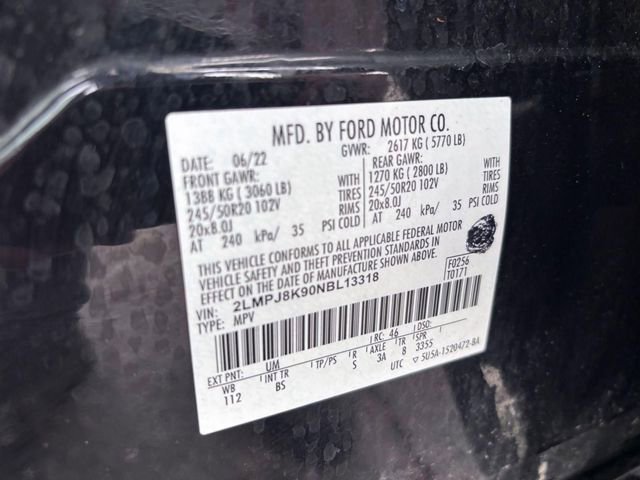 MFD. BY FORD MOTOR CO.
DATE: 06/22 GVWR: 2617 KG ( 5770 LB)
FRONT GAWR: REAR GAWR:
1388 KG ( 3060 LB) WITH 1270 KG ( 2800 LB) WITH
245/50R20 102V TIRES 245/50R20 102V TIRES
20x8.0J RIMS 20x8.0J RIMS
AT 240 kPa/ 35 PSI COLD AT 240 kPa/ 35 PSI COLD
THIS VEHICLE CONFORMS TO ALL APPLICABLE FEDERAL MOTOR
VEHICLE SAFETY AND THEFT PREVENTION STANDARDS IN
EFFECT ON THE DATE OF MANUFACTURE SHOWN ABOVE.
VIN: 2LMPJ8K90NBL13318 F0256
TYPE: MPV T0171
EXT PNT: UM RC: 46 DSO:
WB INT TR TP/PS R AXLE TR SPR
112 BS S 3A 8 3355
UTC ▽ 5U5A-1520472-8A